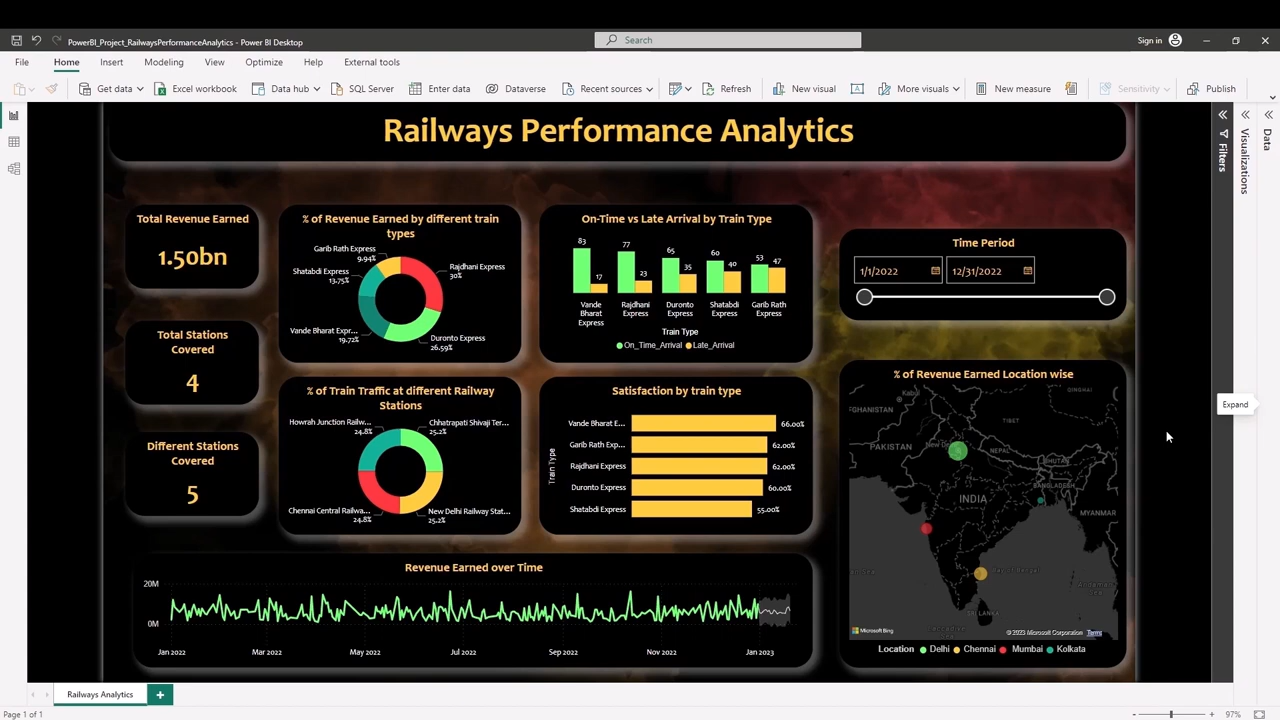 PowerBI_Project_RailwaysPerformanceAnalytics - Power BI Desktop
Search
Sign in
File Home Insert Modeling View Optimize Help External tools
Get data Excel workbook Data hub SQL Server Enter data Dataverse Recent sources Refresh New visual More visuals New measure Sensitivity Publish
Railways Performance Analytics
Total Revenue Earned
1.50bn
Total Stations
Covered
4
Different Stations
Covered
5
% of Revenue Earned by different train
types
Garib Rath Express
9.94%
Shatabdi Express
13.75%
Rajdhani Express
30%
Vande Bharat Expr...
19.72%
Duronto Express
26.59%
On-Time vs Late Arrival by Train Type
83 17 77 23 65 35 60 40 53 47
Vande
Bharat
Express
Rajdhani
Express
Duronto
Express
Shatabdi
Express
Garib Rath
Express
Train Type
On_Time_Arrival Late_Arrival
Time Period
1/1/2022 12/31/2022
% of Train Traffic at different Railway
Stations
Howrah Junction Railw...
24.8%
Chhatrapati Shivaji Ter...
25.2%
Chennai Central Railwa...
24.8%
New Delhi Railway Stat...
25.2%
Satisfaction by train type
Train Type
Vande Bharat E... 66.00%
Garib Rath Exp... 62.00%
Rajdhani Express 62.00%
Duronto Express 60.00%
Shatabdi Express 55.00%
% of Revenue Earned Location wise
Kabul
QINGHAI
GHANISTAN
TIBET
PAKISTAN
New Delhi
NEPAL
BHUTAN
BANGLADESH
INDIA
MYANMAR
Bay of Bengal
SRI LANKA
Microsoft Bing
© 2023 Microsoft Corporation Terms
Location Delhi Chennai Mumbai Kolkata
Revenue Earned over Time
20M
0M
Jan 2022 Mar 2022 May 2022 Jul 2022 Sep 2022 Nov 2022 Jan 2023
Filters
Visualizations
Data
Expand
Railways Analytics
Page 1 of 1
97%